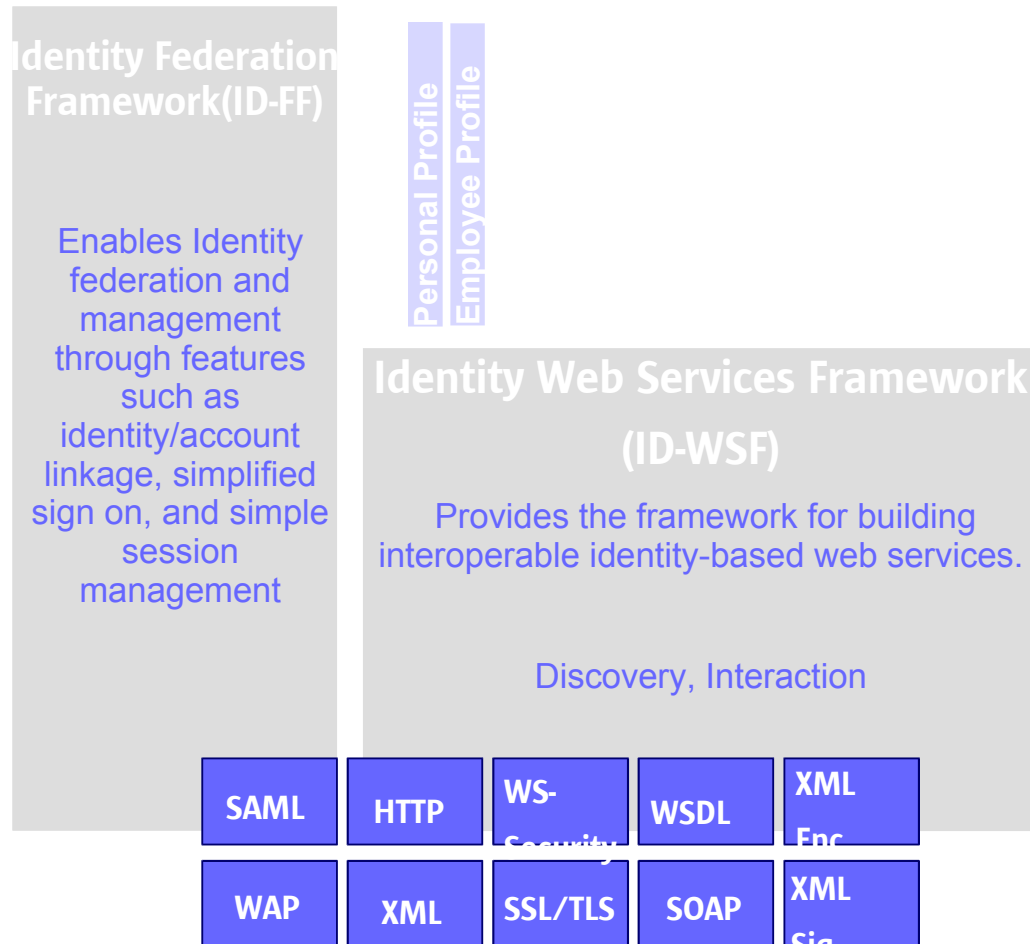 Identity Federation
Framework(ID-FF)
Enables Identity
federation and
management
through features
such as
identity/account
linkage, simplified
sign on, and simple
session
management
Personal Profile
Employee Profile
Identity Web Services Framework
(ID-WSF)
Provides the framework for building
interoperable identity-based web services.
Discovery, Interaction
SAML
HTTP
WS-
Security
WSDL
XML
Enc
WAP
XML
SSL/TLS
SOAP
XML
Sig